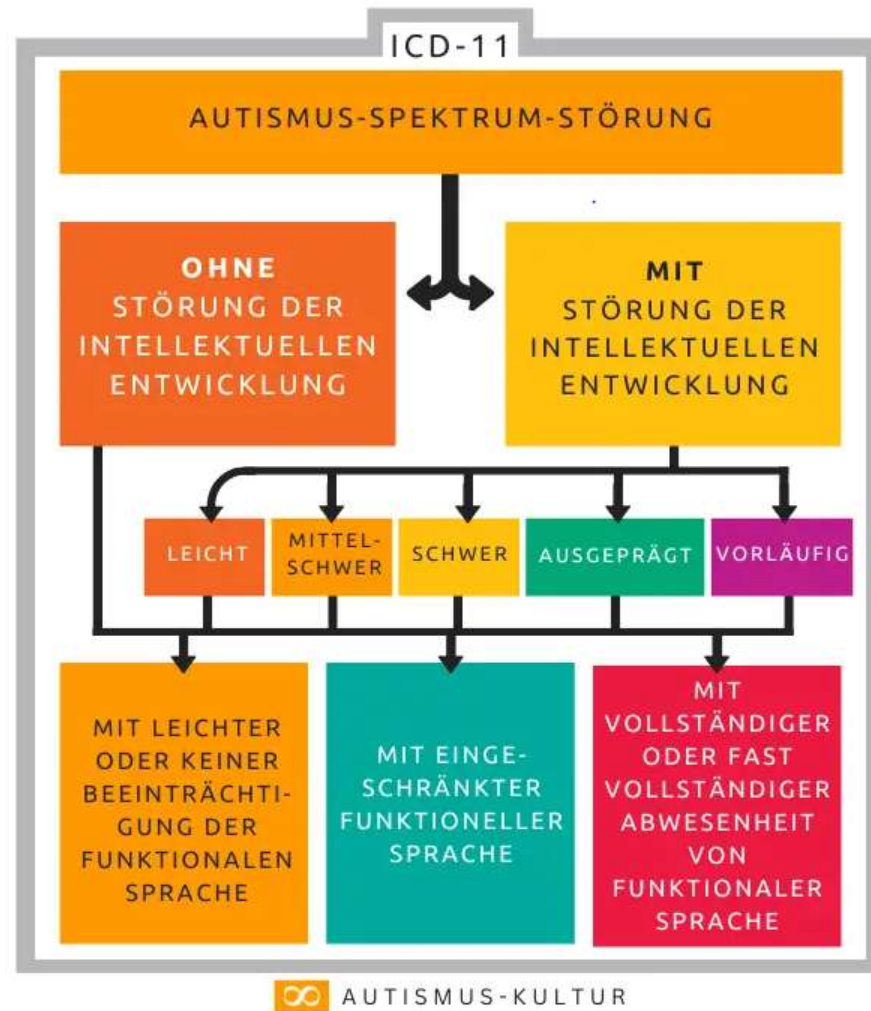 ICD-11
AUTISMUS-SPEKTRUM-STÖRUNG
OHNE
STÖRUNG DER
INTELLEKTUELLEN
ENTWICKLUNG
MIT
STÖRUNG DER
INTELLEKTUELLEN
ENTWICKLUNG
LEICHT
MITTEL-
SCHWER
SCHWER
AUSGEPRÄGT
VORLÄUFIG
MIT LEICHTER
ODER KEINER
BEEINTRÄCHTI-
GUNG DER
FUNKTIONALEN
SPRACHE
MIT EINGE-
SCHRÄNKTER
FUNKTIONELLER
SPRACHE
MIT
VOLLSTÄNDIGER
ODER FAST
VOLLSTÄNDIGER
ABWESENHEIT
VON
FUNKTIONALER
SPRACHE
AUTISMUS-KULTUR